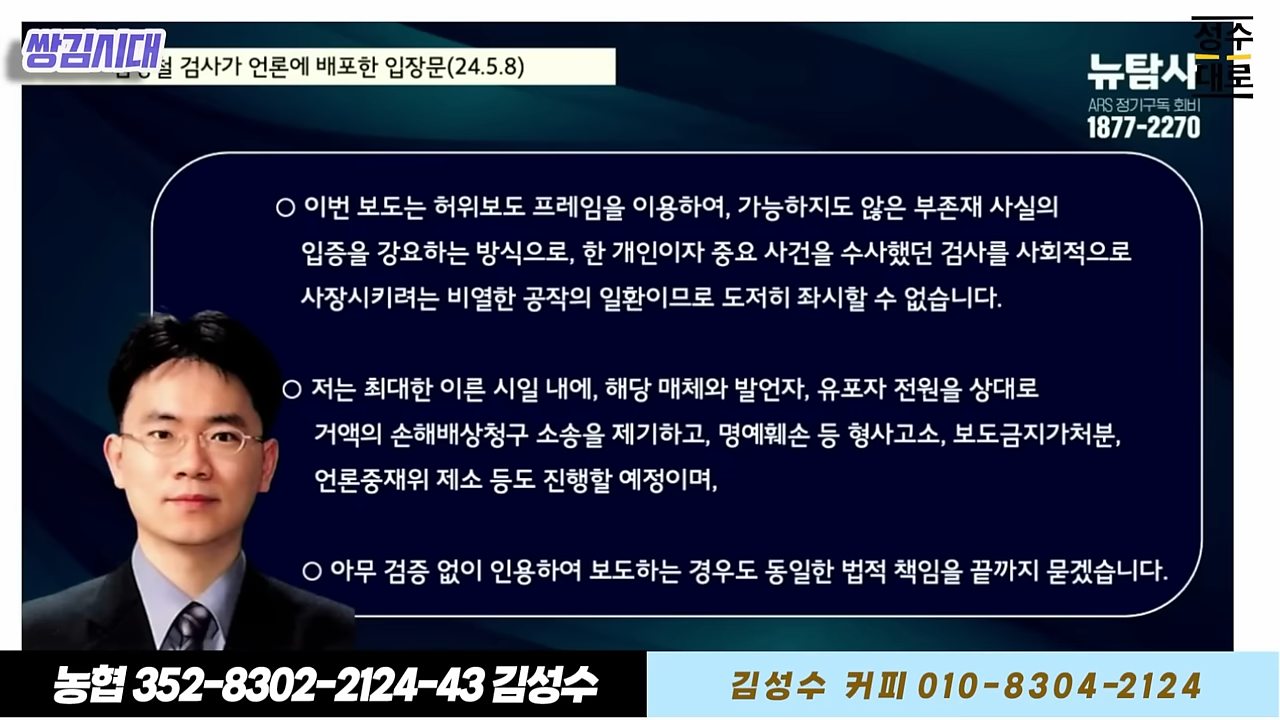 쌍김시대
검사가 언론에 배포한 입장문(24.5.8)
성수
대로
뉴탐사
ARS 정기구독 회비
1877-2270
○ 이번 보도는 허위보도 프레임을 이용하여, 가능하지도 않은 부존재 사실의
입증을 강요하는 방식으로, 한 개인이자 중요 사건을 수사했던 검사를 사회적으로
사장시키려는 비열한 공작의 일환이므로 도저히 좌시할 수 없습니다.
○ 저는 최대한 이른 시일 내에, 해당 매체와 발언자, 유포자 전원을 상대로
거액의 손해배상청구 소송을 제기하고, 명예훼손 등 형사고소, 보도금지가처분,
언론중재위 제소 등도 진행할 예정이며,
○ 아무 검증 없이 인용하여 보도하는 경우도 동일한 법적 책임을 끝까지 묻겠습니다.
농협 352-8302-2124-43 김성수
김성수 커피 010-8304-2124